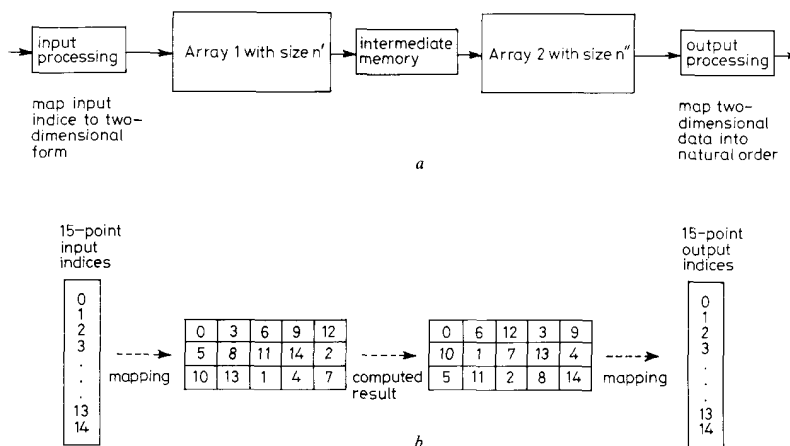 input
processing
Array 1 with size n′
intermediate
memory
Array 2 with size n″
output
processing
map input
indice to two-
dimensional
form
map two-
dimensional
data into
natural order
a
15-point
input
indices
0
1
2
3
.
.
.
13
14
mapping
0 3 6 9 12
5 8 11 14 2
10 13 1 4 7
computed
result
0 6 12 3 9
10 1 7 13 4
5 11 2 8 14
mapping
15-point
output
indices
0
1
2
3
.
.
.
13
14
b